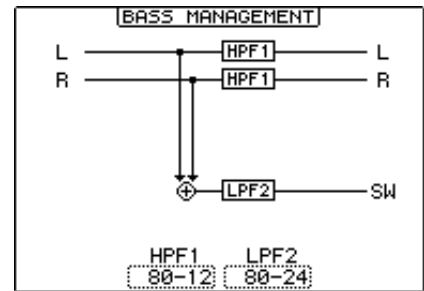 BASS MANAGEMENT
L HPF1 L
R HPF1 R
LPF2 SW
HPF1 LPF2
80-12 80-24